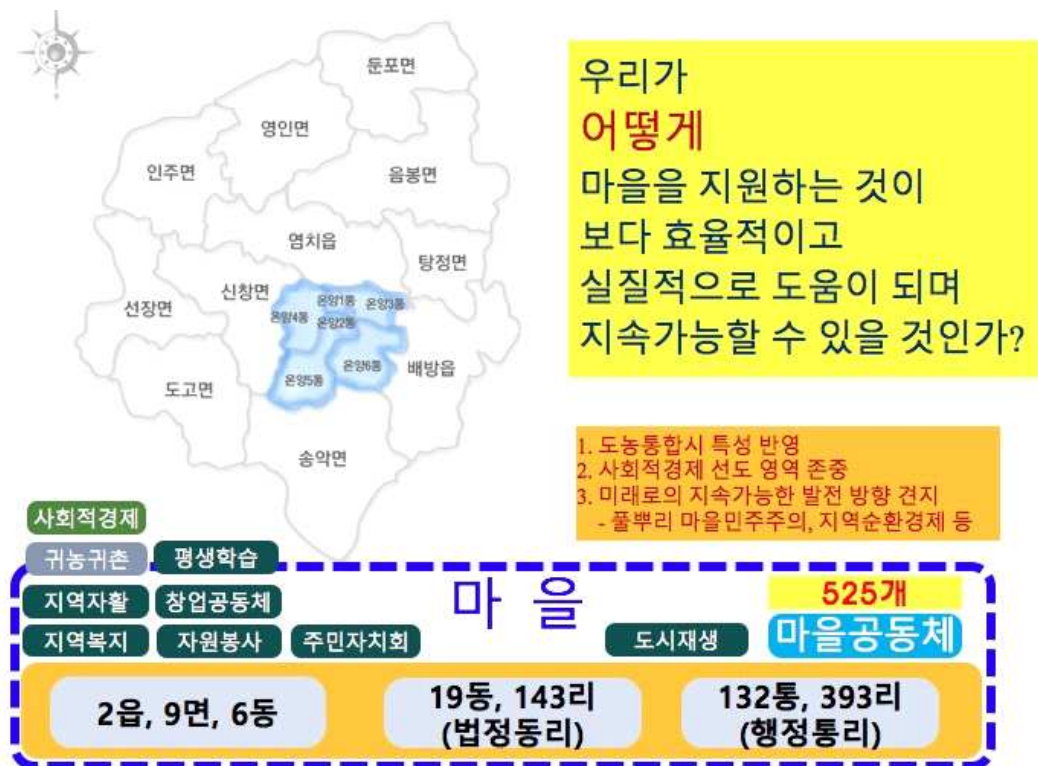 둔포면
영인면
인주면
음봉면
염치읍
탕정면
신창면
선장면
온양1동
온양3동
온양4동
온양2동
온양5동
온양6동
배방읍
도고면
송악면
우리가
어떻게
마을을 지원하는 것이
보다 효율적이고
실질적으로 도움이 되며
지속가능할 수 있을 것인가?
1. 도농통합시 특성 반영
2. 사회적경제 선도 영역 존중
3. 미래로의 지속가능한 발전 방향 견지
- 풀뿌리 마을민주주의, 지역순환경제 등
사회적경제
귀농귀촌 평생학습
지역자활 창업공동체
지역복지 자원봉사 주민자치회
마 을
도시재생
525개
마을공동체
2읍, 9면, 6동
19동, 143리
(법정동리)
132통, 393리
(행정통리)